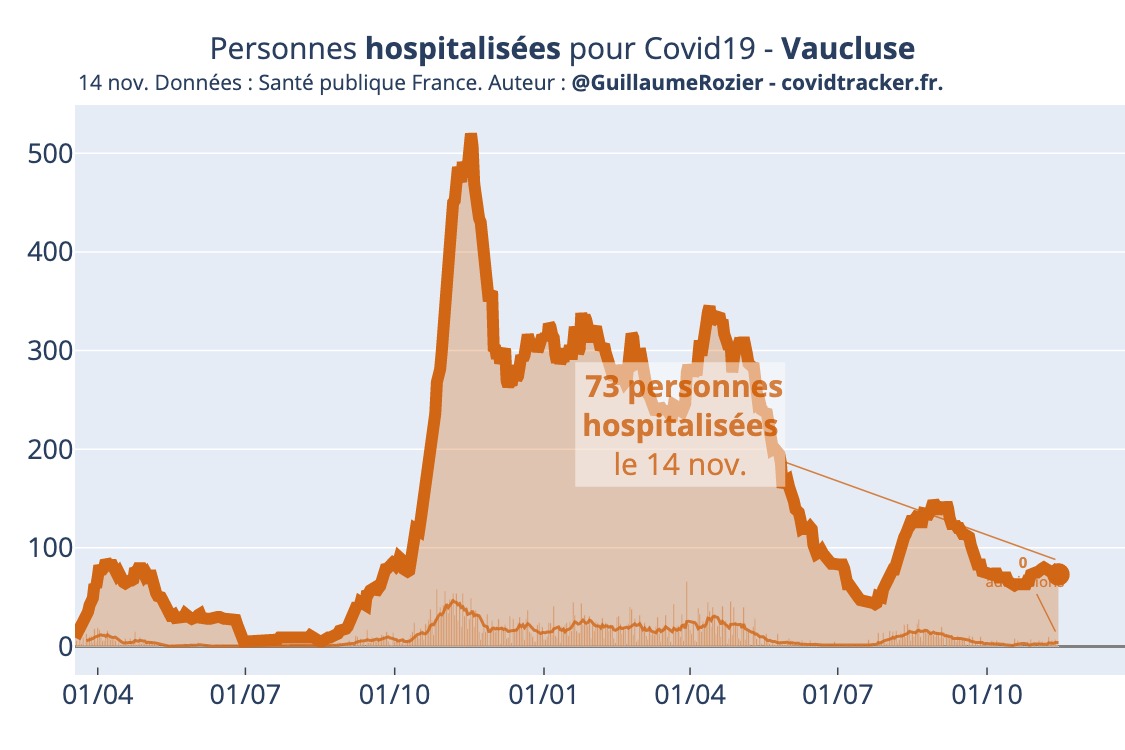 Personnes hospitalisées pour Covid19 - Vaucluse
14 nov. Données : Santé publique France. Auteur : @GuillaumeRozier - covidtracker.fr.
500
400
300
200
100
0
73 personnes
hospitalisées
le 14 nov.
0
admissions
01/04 01/07 01/10 01/01 01/04 01/07 01/10